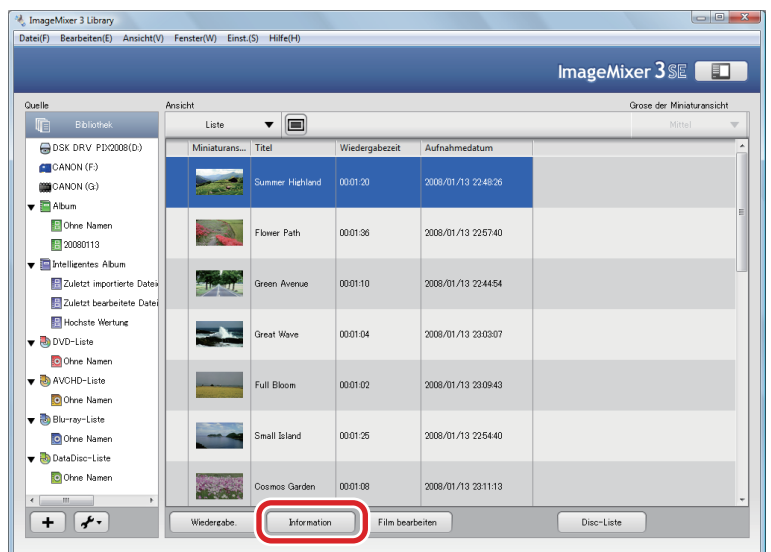 ImageMixer 3 Library
Datei(F) Bearbeiten(E) Ansicht(V) Fenster(W) Einst.(S) Hilfe(H)
ImageMixer 3 SE
Quelle
Bibliothek
DSK DRV PIX2008(D:)
CANON (F:)
CANON (G:)
Album
Ohne Namen
20080113
Intelligentes Album
Zuletzt importierte Datei
Zuletzt bearbeitete Datei
Hochste Wertung
DVD-Liste
Ohne Namen
AVCHD-Liste
Ohne Namen
Blu-ray-Liste
Ohne Namen
DataDisc-Liste
Ohne Namen
Ansicht
Grose der Miniaturansicht
Liste
Mittel
Miniaturans... Titel Wiedergabezeit Aufnahmedatum
Summer Highland 00:01:20 2008/01/13 22:48:26
Flower Path 00:01:36 2008/01/13 22:57:40
Green Avenue 00:01:10 2008/01/13 22:44:54
Great Wave 00:01:04 2008/01/13 23:03:07
Full Bloom 00:01:02 2008/01/13 23:09:43
Small Island 00:01:25 2008/01/13 22:54:40
Cosmos Garden 00:01:08 2008/01/13 23:11:13
Wiedergabe. Information Film bearbeiten Disc-Liste